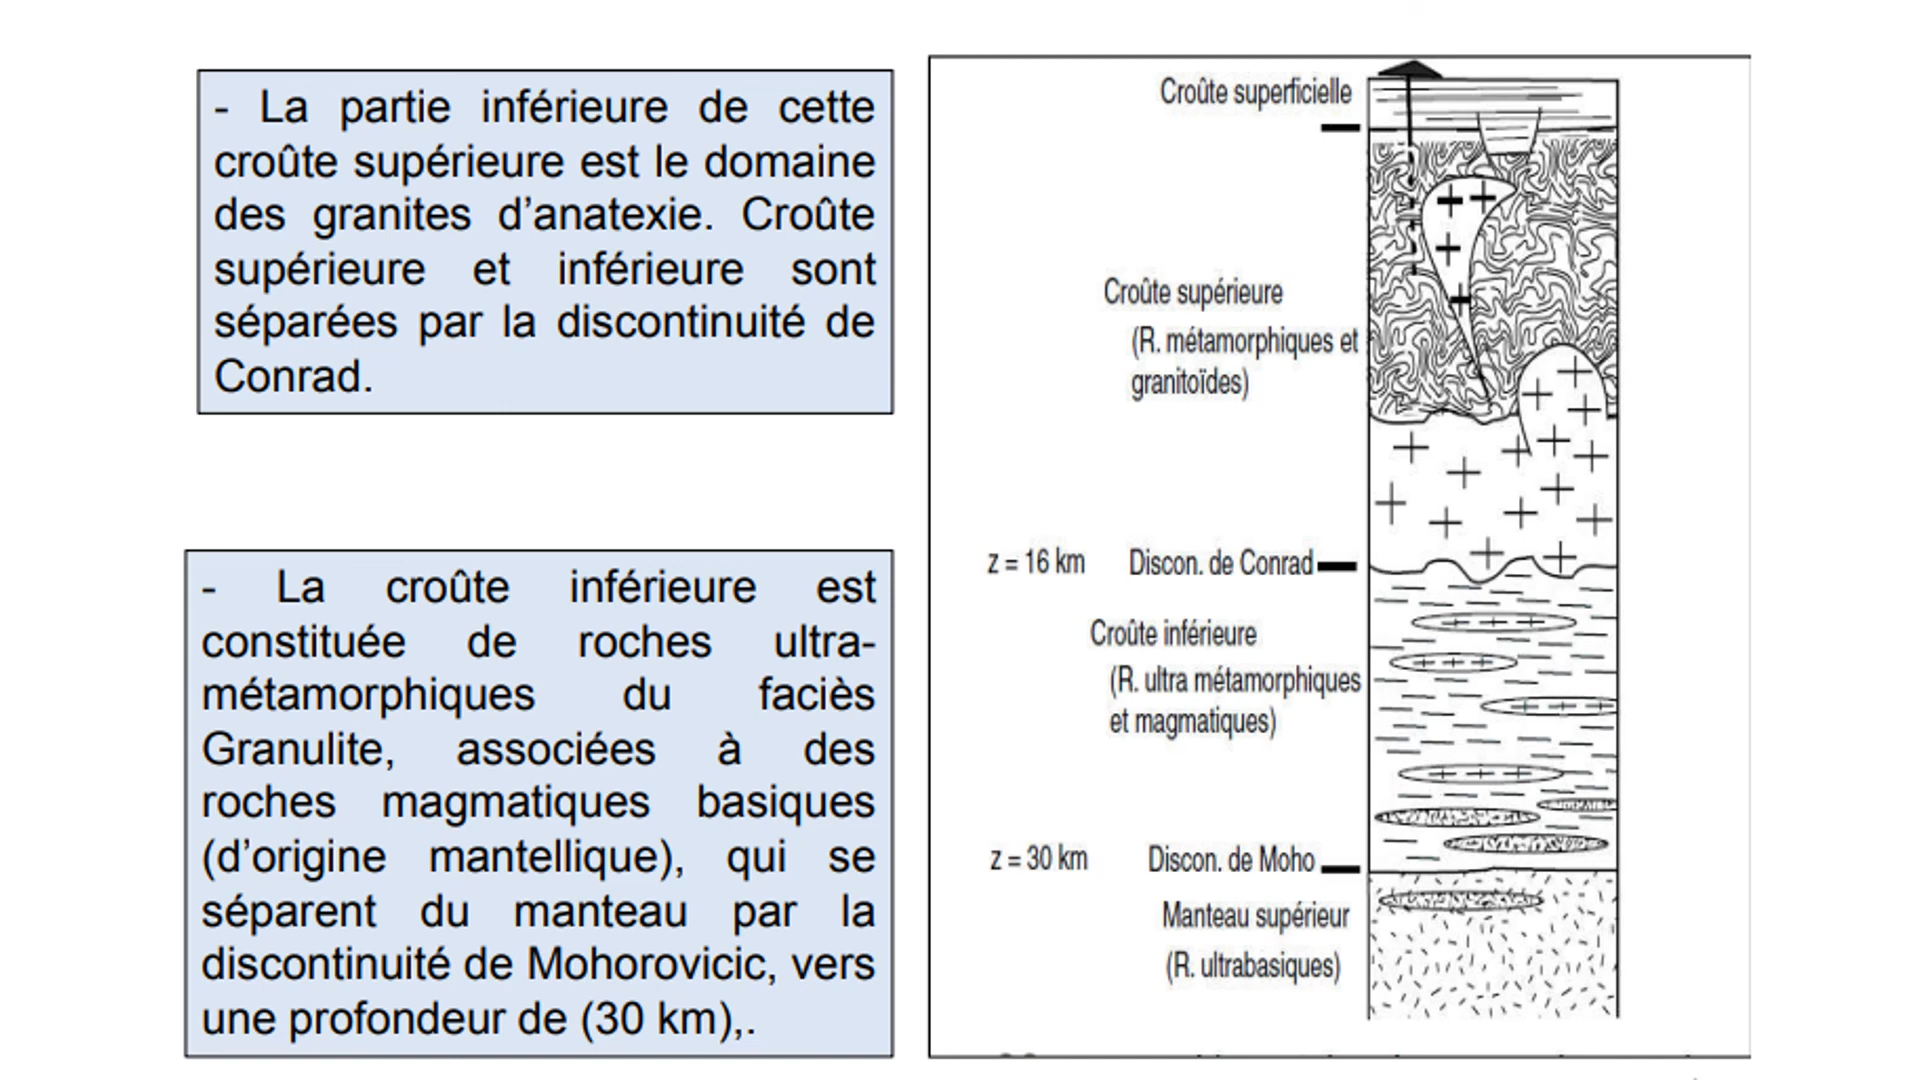 - La partie inférieure de cette
croûte supérieure est le domaine
des granites d’anatexie. Croûte
supérieure et inférieure sont
séparées par la discontinuité de
Conrad.
- La croûte inférieure est
constituée de roches ultra-
métamorphiques du faciès
Granulite, associées à des
roches magmatiques basiques
(d’origine mantellique), qui se
séparent du manteau par la
discontinuité de Mohorovicic, vers
une profondeur de (30 km),.
Croûte superficielle
Croûte supérieure
(R. métamorphiques et
granitoïdes)
z = 16 km Discon. de Conrad
Croûte inférieure
(R. ultra métamorphiques
et magmatiques)
z = 30 km Discon. de Moho
Manteau supérieur
(R. ultrabasiques)